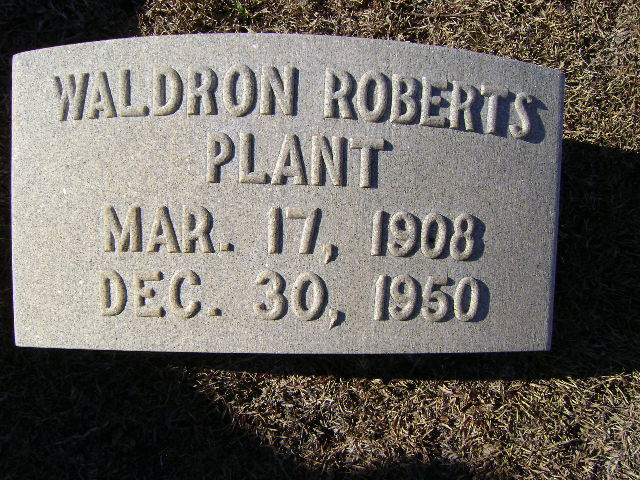 WALDRON ROBERTS
PLANT
MAR. 17, 1908
DEC. 30, 1950